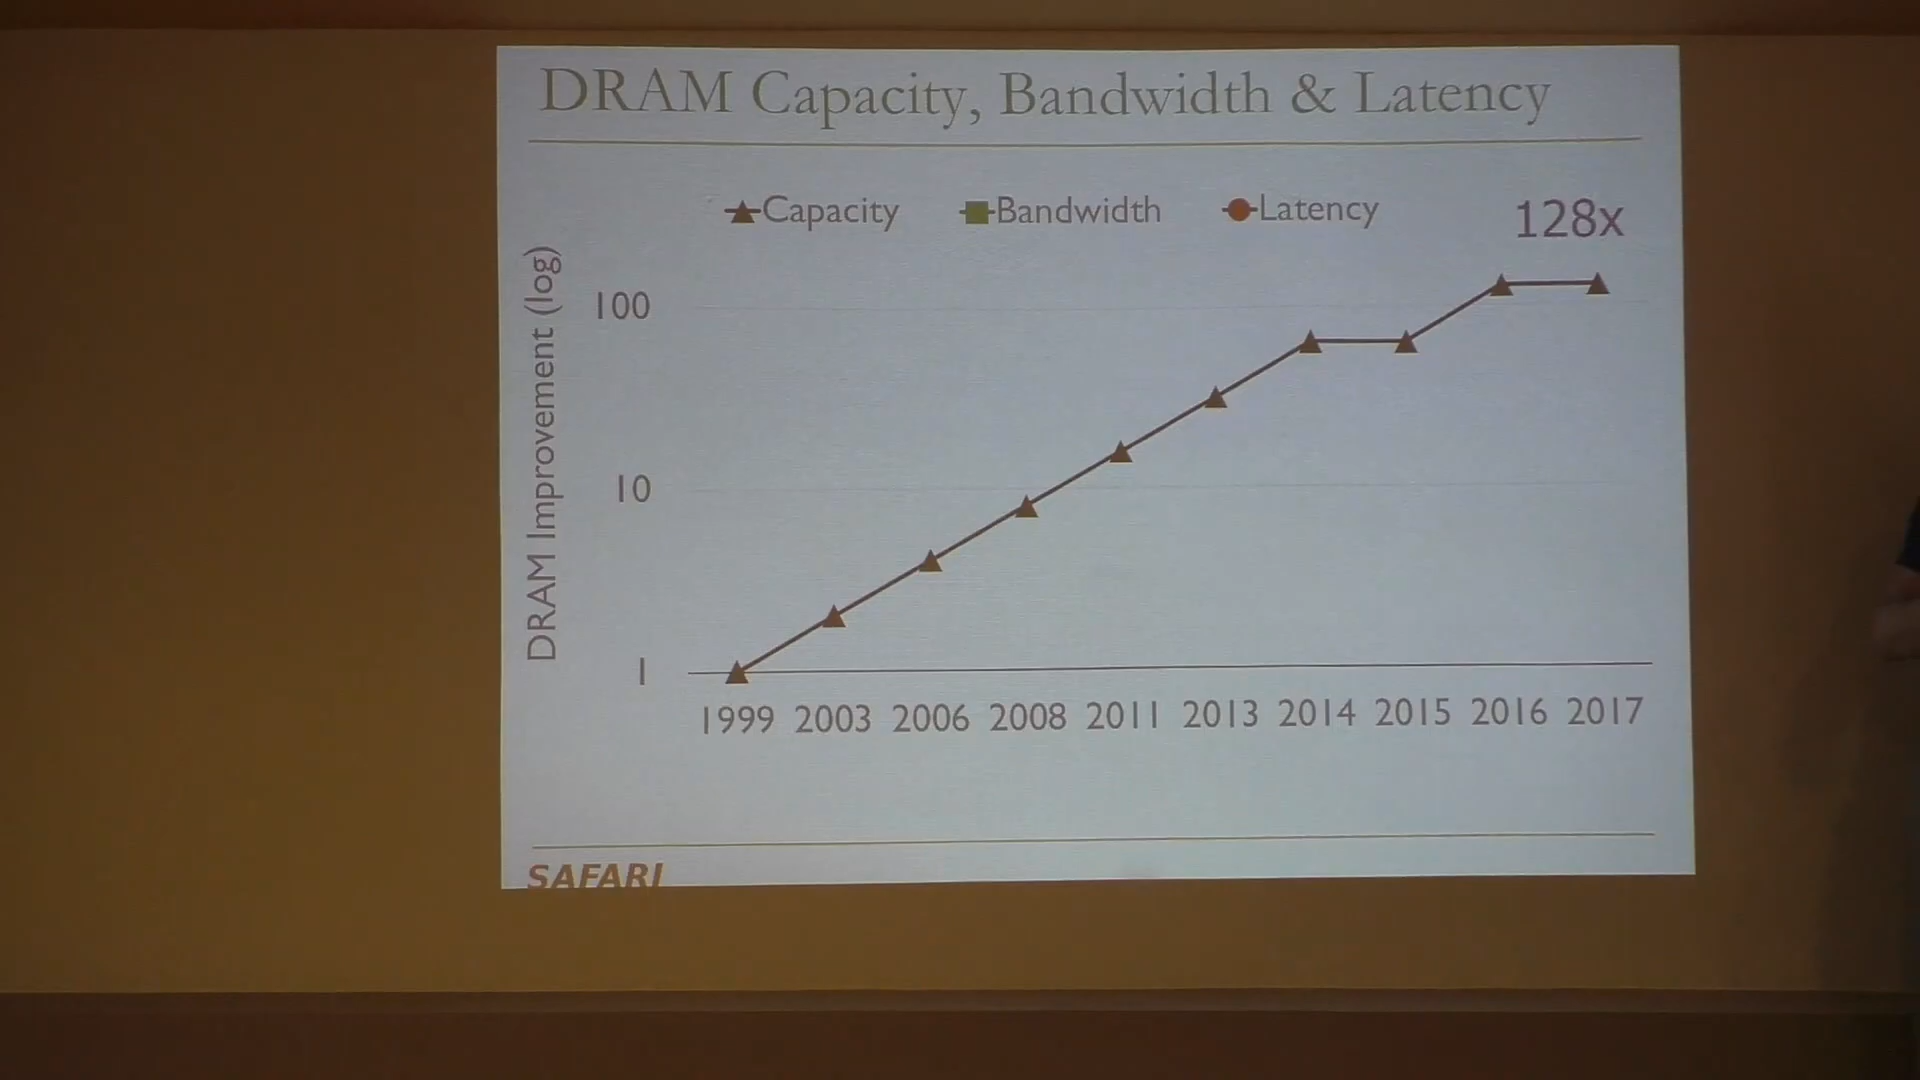 DRAM Capacity, Bandwidth & Latency
Capacity Bandwidth Latency
128x
DRAM Improvement (log)
100
10
1
1999 2003 2006 2008 2011 2013 2014 2015 2016 2017
SAFARI